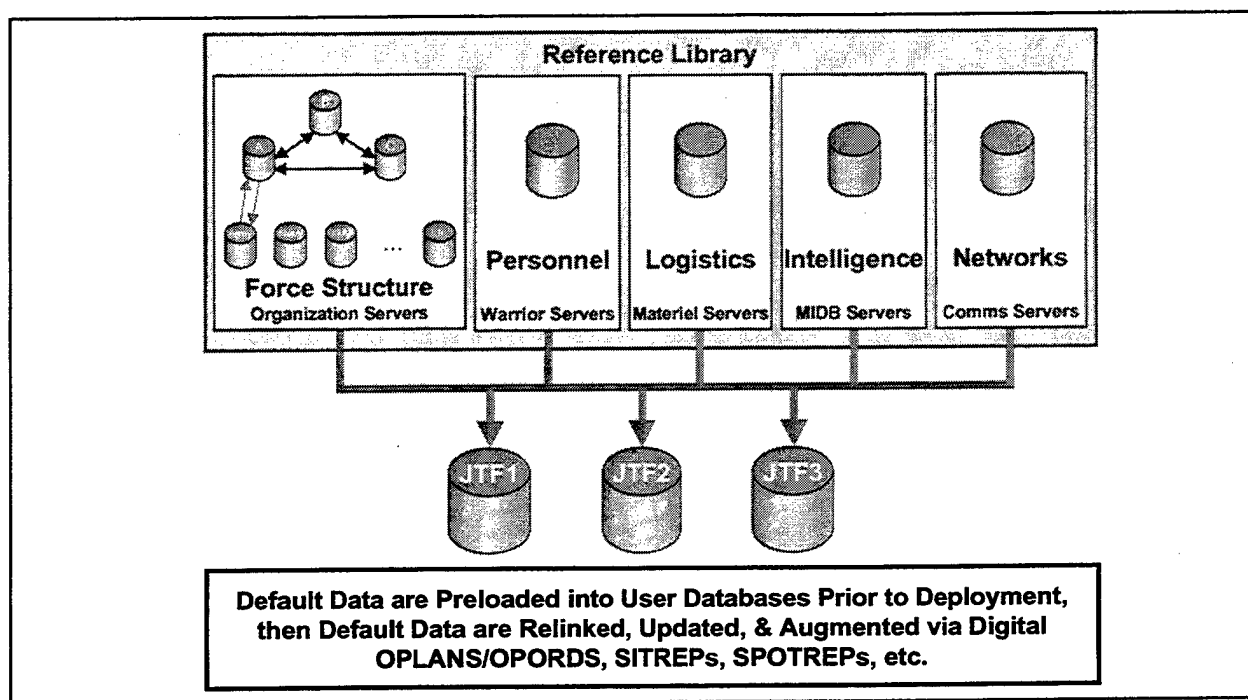 Reference Library
Force Structure
Organization Servers
Personnel
Warrior Servers
Logistics
Materiel Servers
Intelligence
MIDB Servers
Networks
Comms Servers
...
JTF1
JTF2
JTF3
Default Data are Preloaded into User Databases Prior to Deployment,
then Default Data are Relinked, Updated, & Augmented via Digital
OPLANS/OPORDS, SITREPs, SPOTREPs, etc.